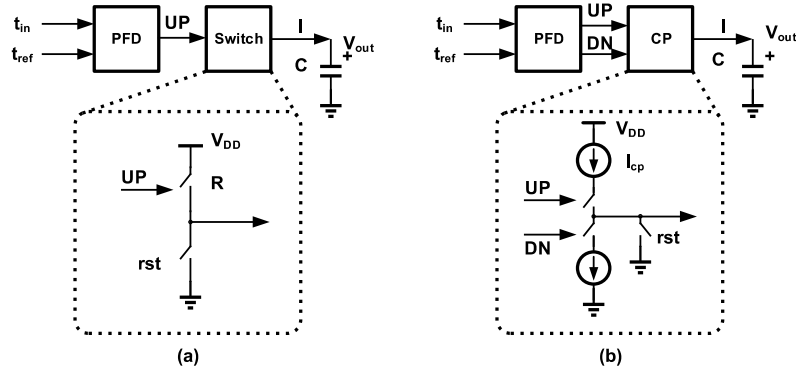 t_in PFD UP Switch I V_out
t_ref C +
V_DD
UP R
rst
(a)
t_in PFD UP CP I V_out
t_ref DN C +
V_DD
I_cp
UP
DN rst
(b)